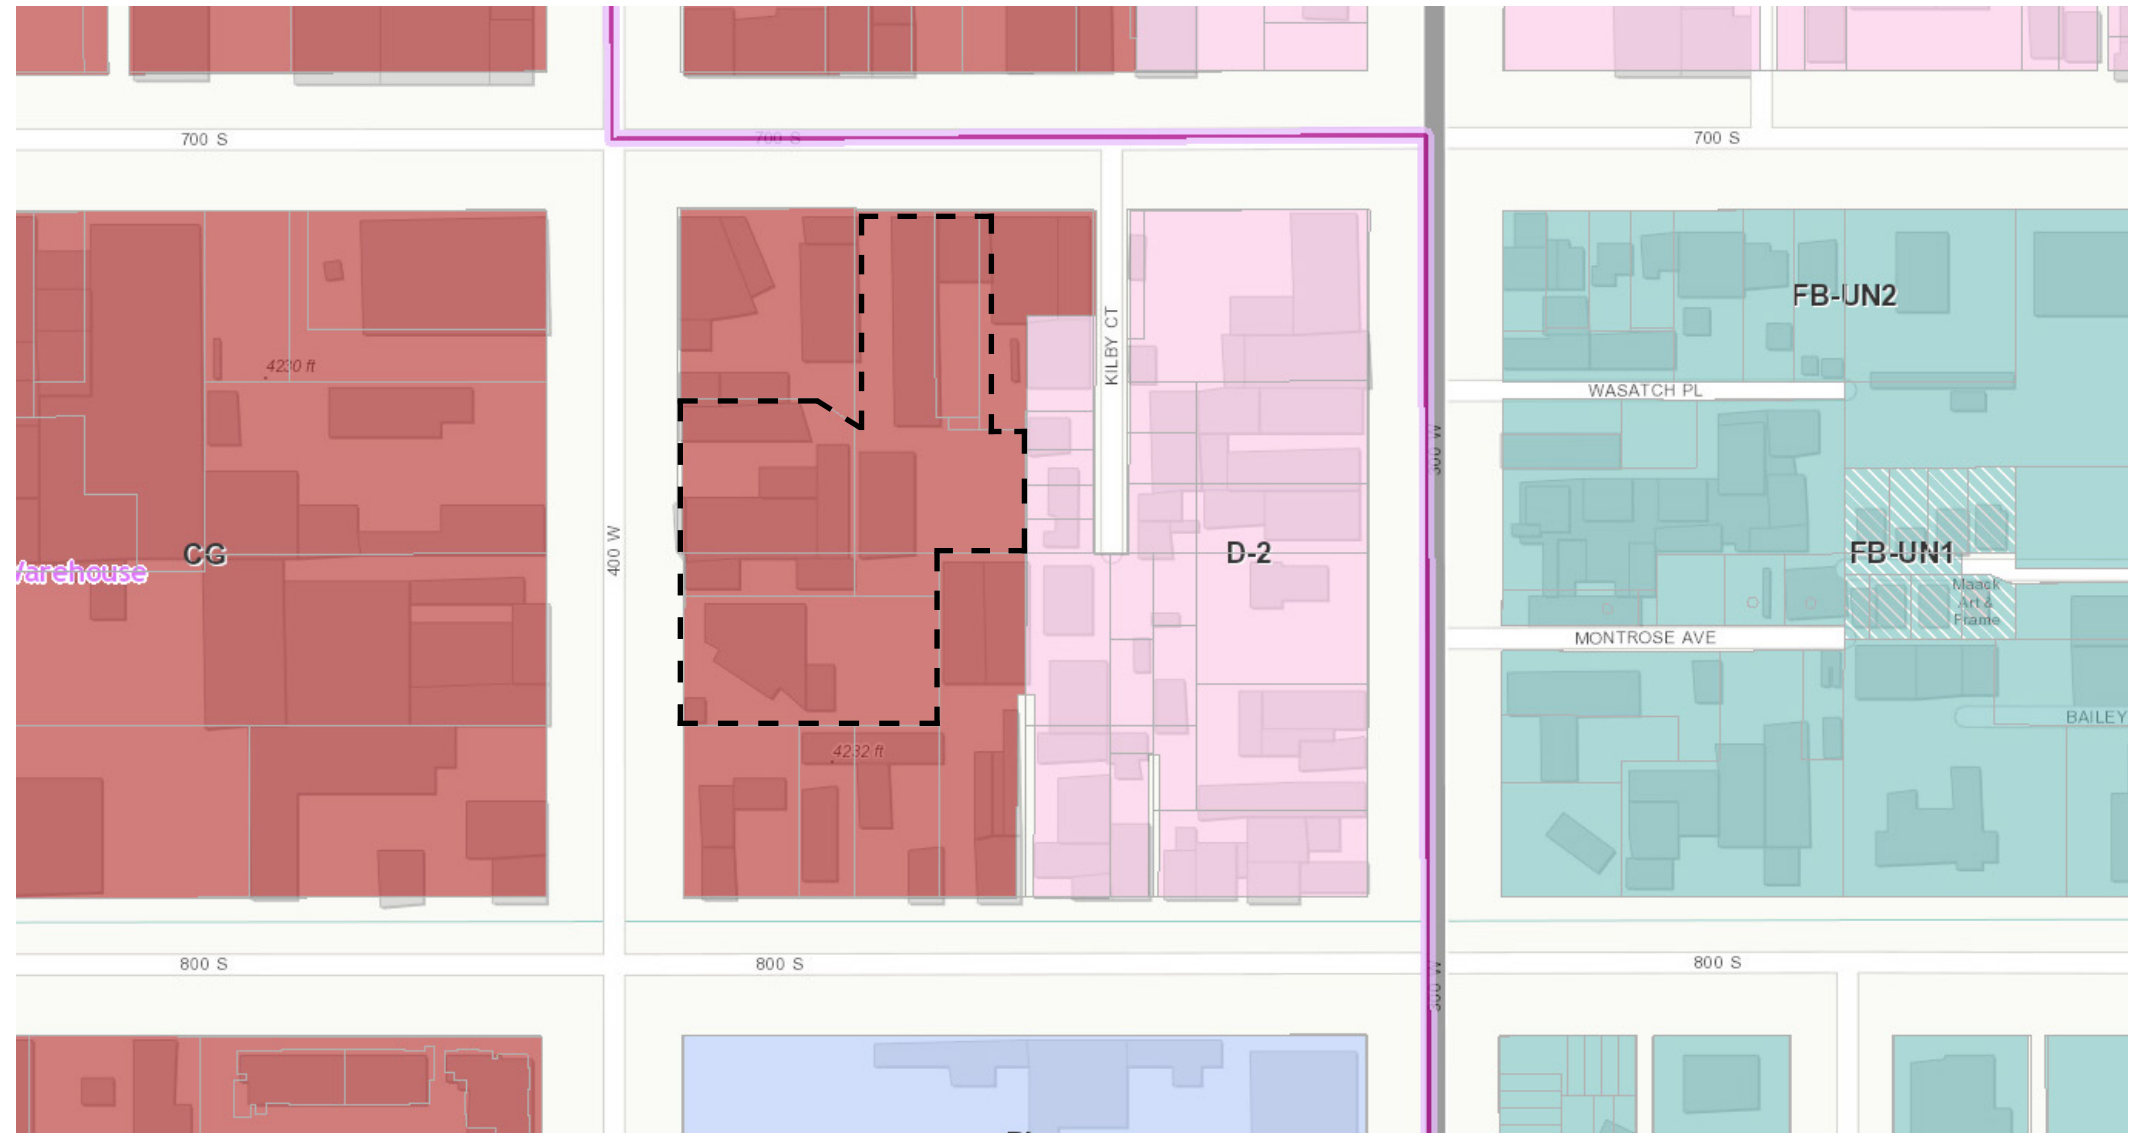 700 S
700 S
700 S
FB-UN2
KILBY CT
4230 ft
WASATCH PL
300 W
400 W
CG
D-2
FB-UN1
Warehouse
Maack
Art &
Frame
MONTROSE AVE
BAILEY
4232 ft
800 S
800 S
800 S
300 W